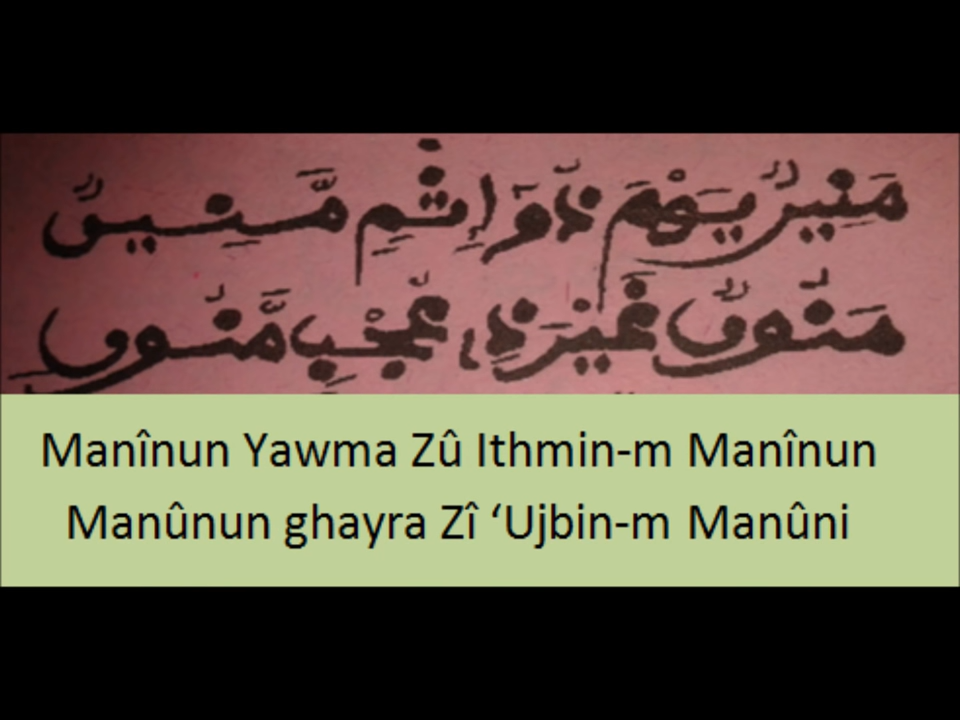 مَنِينٌ يَهْمَ ذُو إِثْمٍ مَّنِينٌ
مَنُونٌ غَيْرَ ذِي عُجْبٍ مَّنُونِ
Manînun Yawma Zû Ithmin-m Manînun
Manûnun ghayra Zî ‘Ujbin-m Manûni